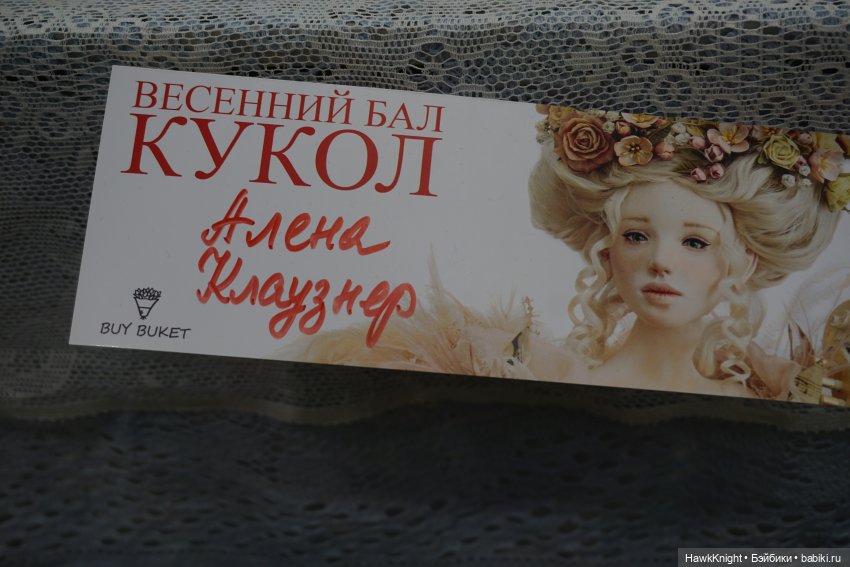 ВЕСЕННИЙ БАЛ
КУКОЛ
Алена
Клаузнер
BUY BUKET
HawkKnight • Бэйбики • babiki.ru